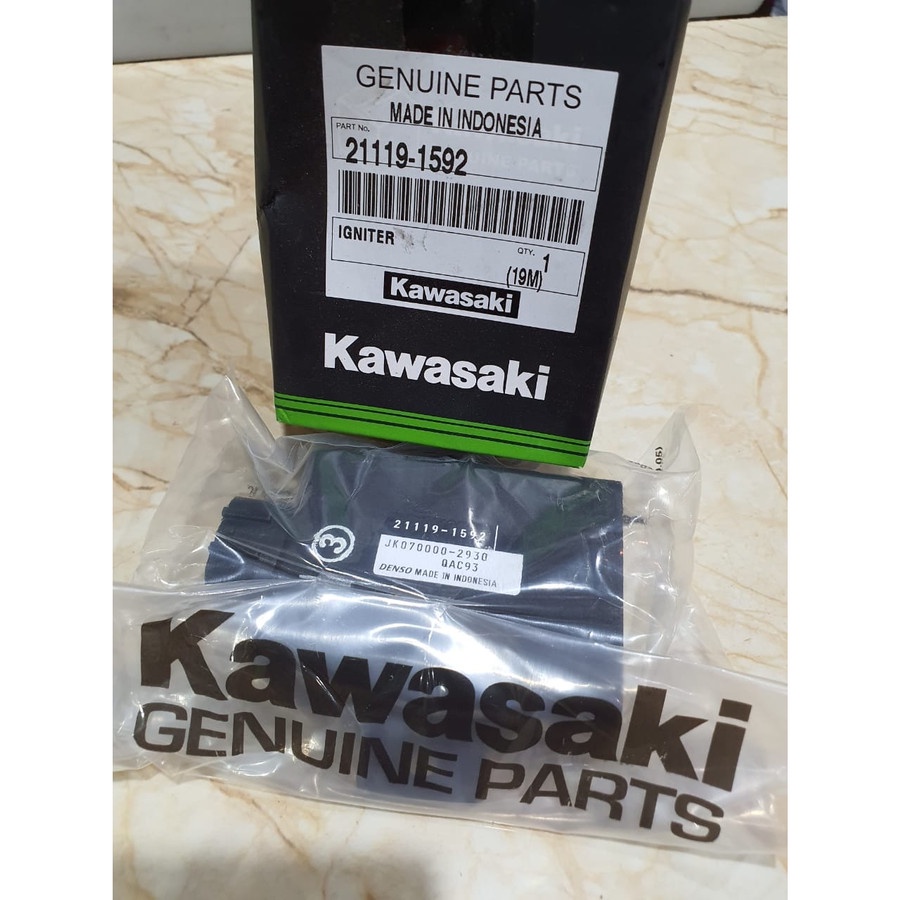 GENUINE PARTS
MADE IN INDONESIA
PART No.
21119-1592
IGNITER
QTY. 1
(19M)
Kawasaki
Kawasaki
21119-1592
3
JK070000-2930
QAC93
DENSO MADE IN INDONESIA
Kawasaki
GENUINE PARTS